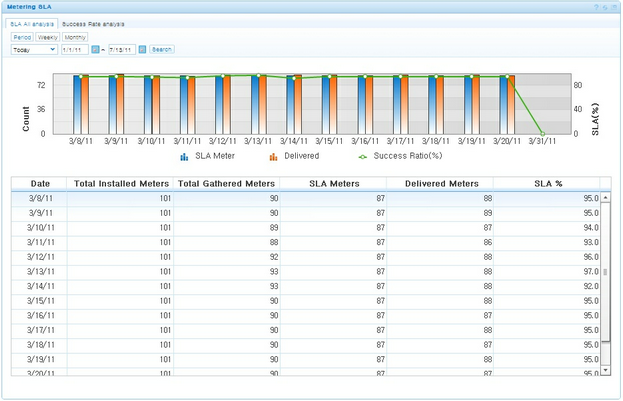 Metering SLA
SLA All analysis Success Rate analysis
Period Weekly Monthly
Today 1/1/11 ~ 7/13/11 Search
Count
72
36
0
80
40
0
SLA(%)
3/8/11 3/9/11 3/10/11 3/11/11 3/12/11 3/13/11 3/14/11 3/15/11 3/16/11 3/17/11 3/18/11 3/19/11 3/20/11 3/31/11
SLA Meter Delivered Success Ratio(%)
Date Total Installed Meters Total Gathered Meters SLA Meters Delivered Meters SLA %
3/8/11 101 90 87 88 95.0
3/9/11 101 90 87 89 95.0
3/10/11 101 89 87 87 94.0
3/11/11 101 88 87 86 93.0
3/12/11 101 92 87 88 96.0
3/13/11 101 93 87 88 97.0
3/14/11 101 93 87 88 92.0
3/15/11 101 90 87 88 95.0
3/16/11 101 90 87 87 95.0
3/17/11 101 90 87 88 95.0
3/18/11 101 90 87 87 95.0
3/19/11 101 90 87 88 95.0
3/20/11 101 90 87 87 95.0